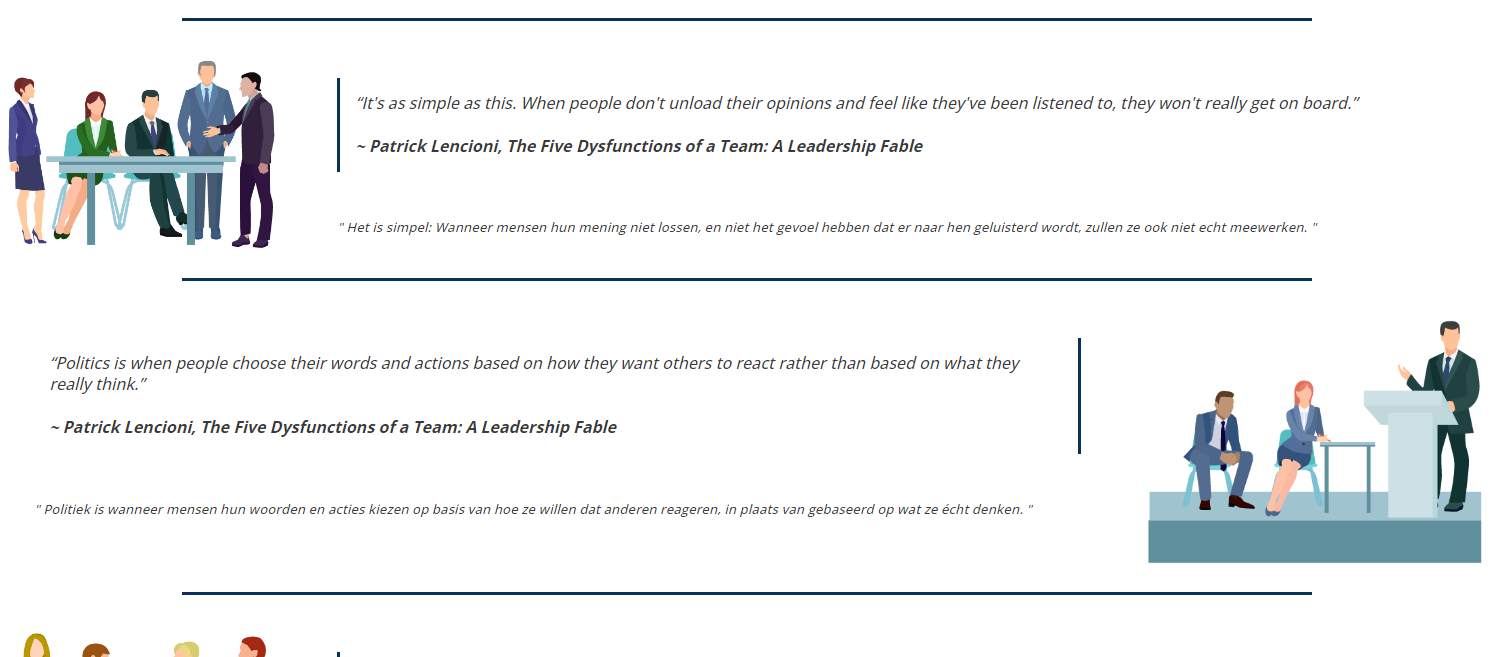 “It's as simple as this. When people don't unload their opinions and feel like they've been listened to, they won't really get on board.”
~ Patrick Lencioni, The Five Dysfunctions of a Team: A Leadership Fable
" Het is simpel: Wanneer mensen hun mening niet lossen, en niet het gevoel hebben dat er naar hen geluisterd wordt, zullen ze ook niet echt meewerken. "
“Politics is when people choose their words and actions based on how they want others to react rather than based on what they
really think.”
~ Patrick Lencioni, The Five Dysfunctions of a Team: A Leadership Fable
" Politiek is wanneer mensen hun woorden en acties kiezen op basis van hoe ze willen dat anderen reageren, in plaats van gebaseerd op wat ze écht denken. "